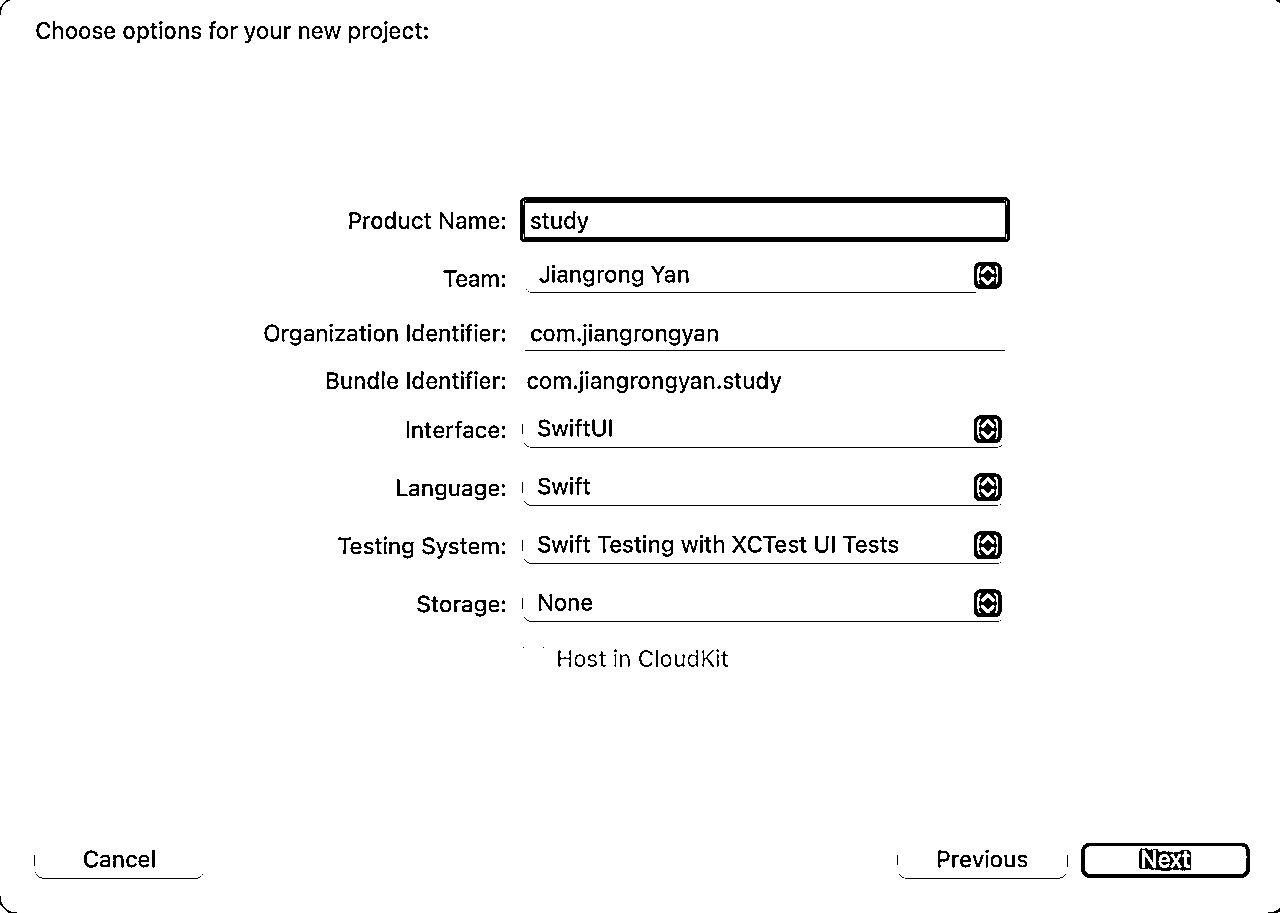 Choose options for your new project:
Product Name: study
Team: Jiangrong Yan
Organization Identifier: com.jiangrongyan
Bundle Identifier: com.jiangrongyan.study
Interface: SwiftUI
Language: Swift
Testing System: Swift Testing with XCTest UI Tests
Storage: None
Host in CloudKit
Cancel Previous Next